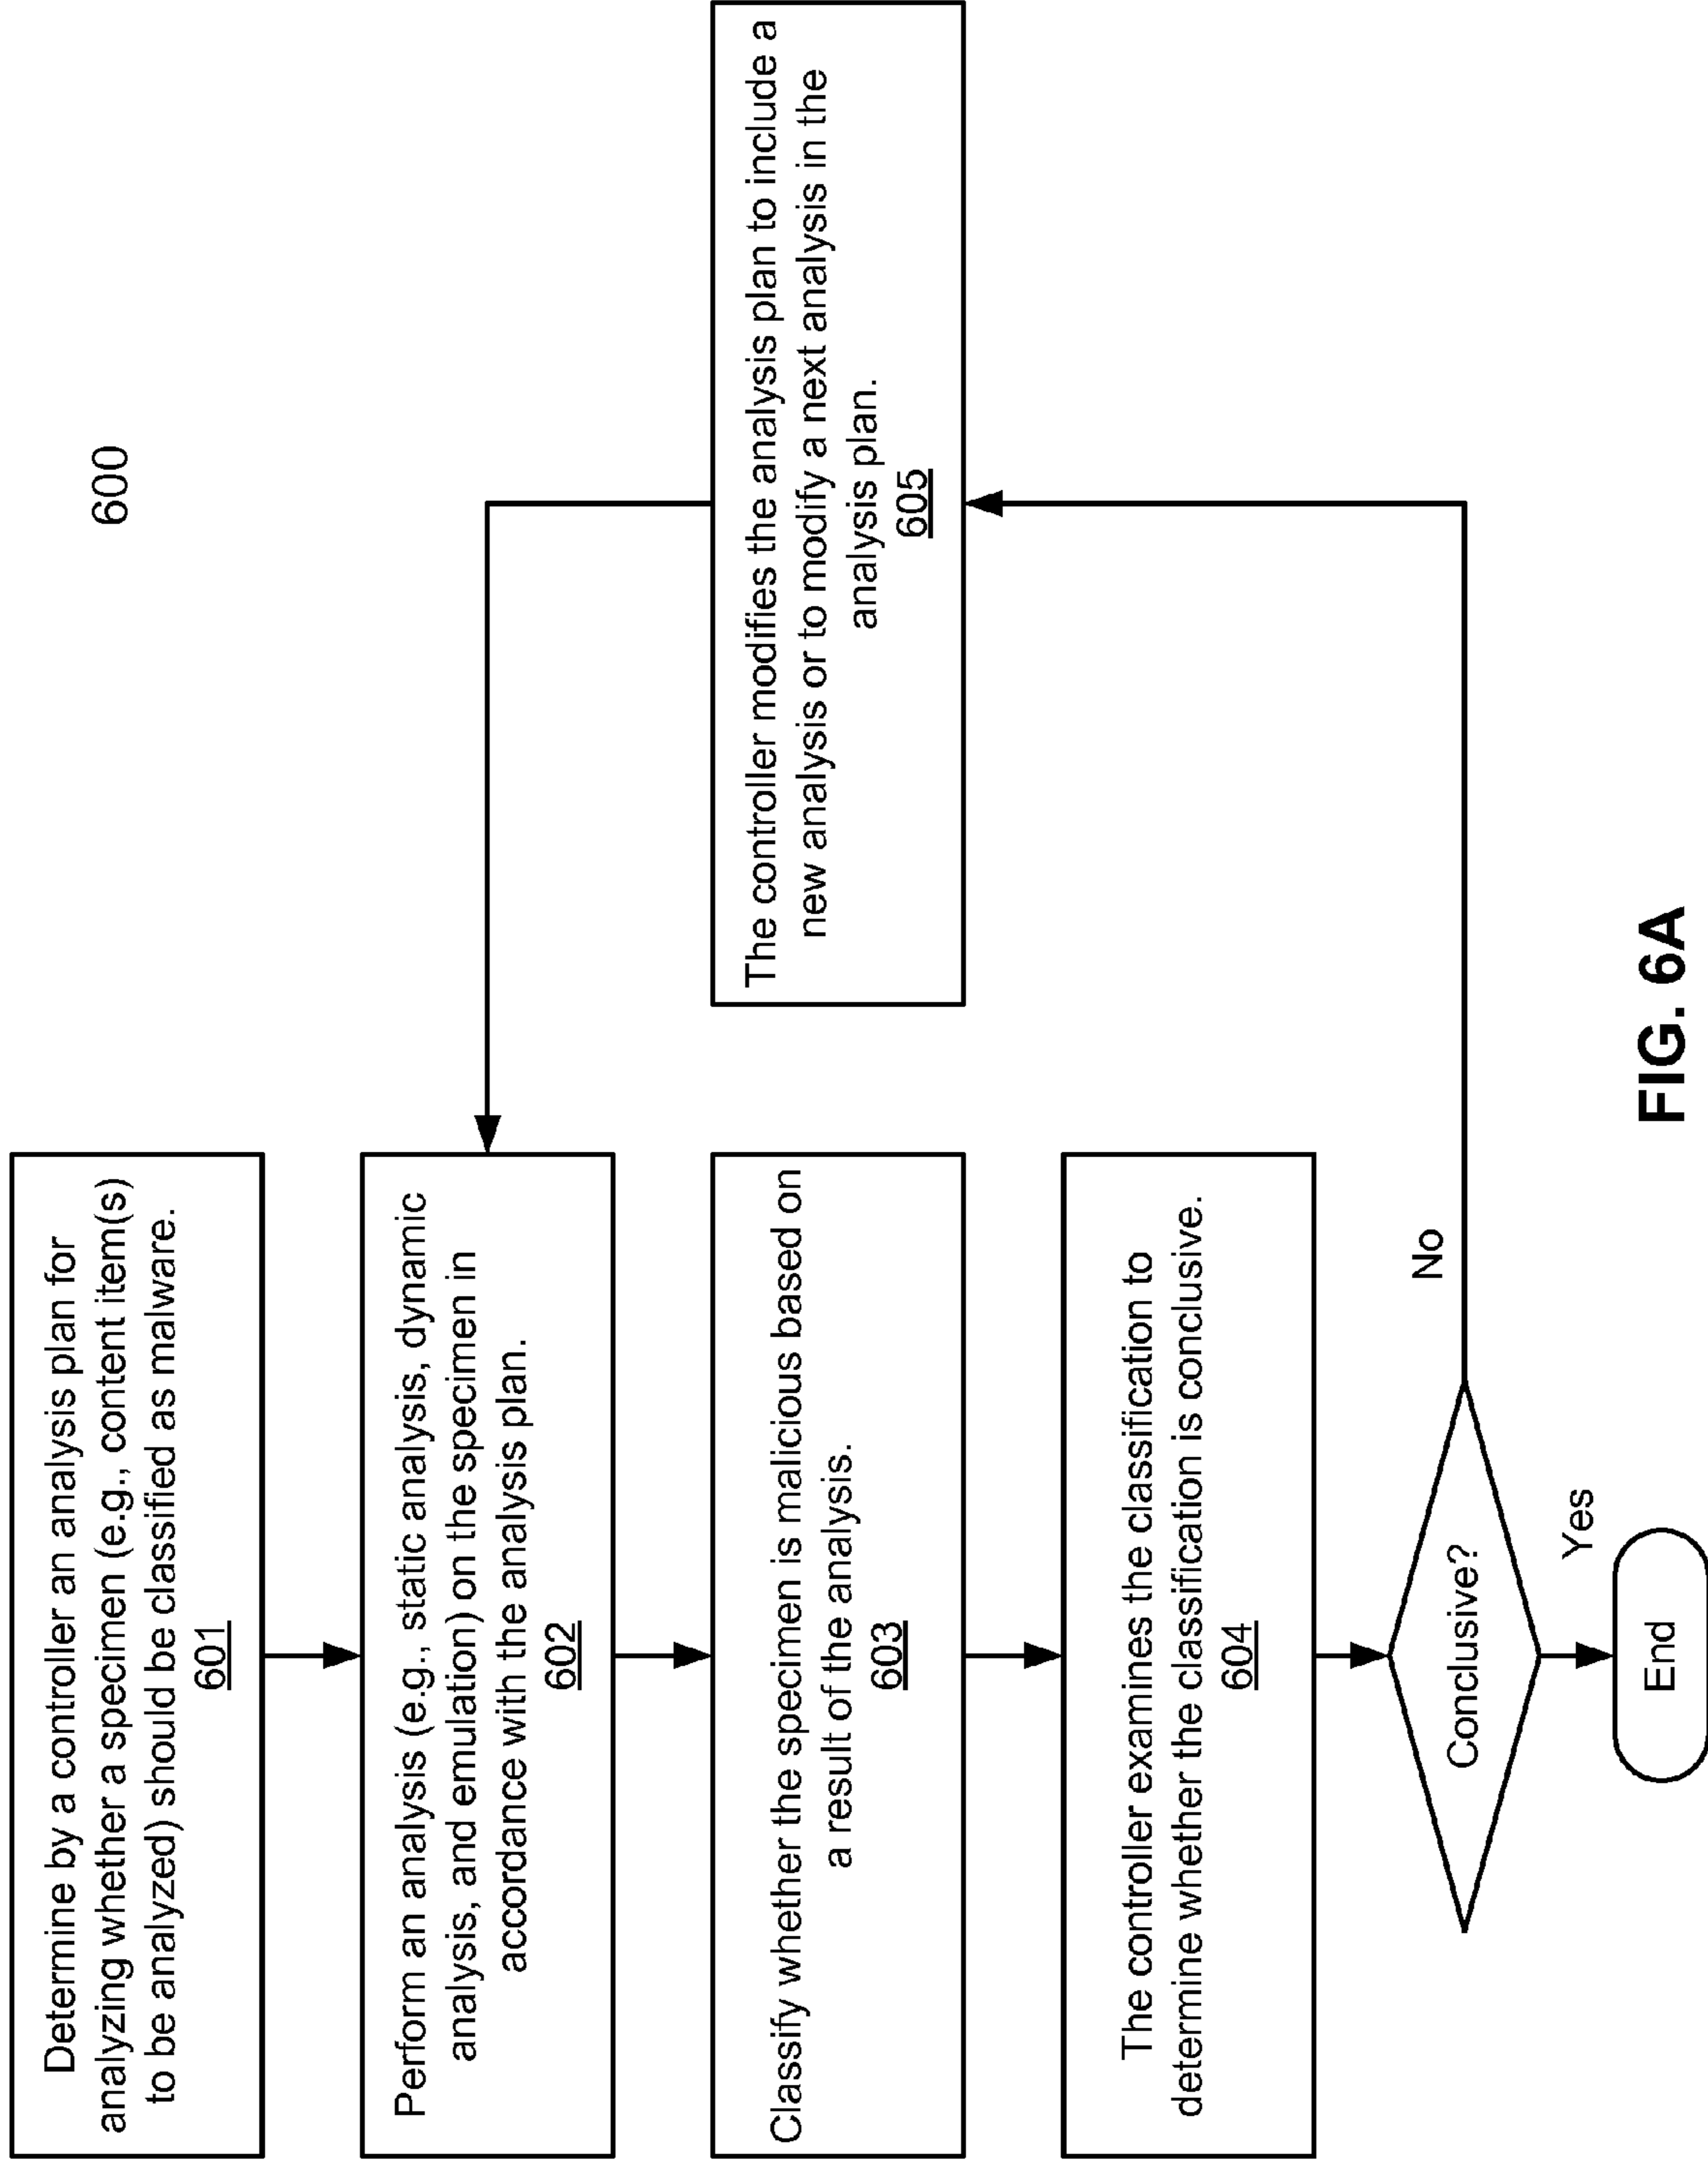 600
Determine by a controller an analysis plan for
analyzing whether a specimen (e.g., content item(s)
to be analyzed) should be classified as malware.
601
Perform an analysis (e.g., static analysis, dynamic
analysis, and emulation) on the specimen in
accordance with the analysis plan.
602
Classify whether the specimen is malicious based on
a result of the analysis.
603
The controller examines the classification to
determine whether the classification is conclusive.
604
Conclusive?
No
Yes
End
The controller modifies the analysis plan to include a
new analysis or to modify a next analysis in the
analysis plan.
605
FIG. 6A